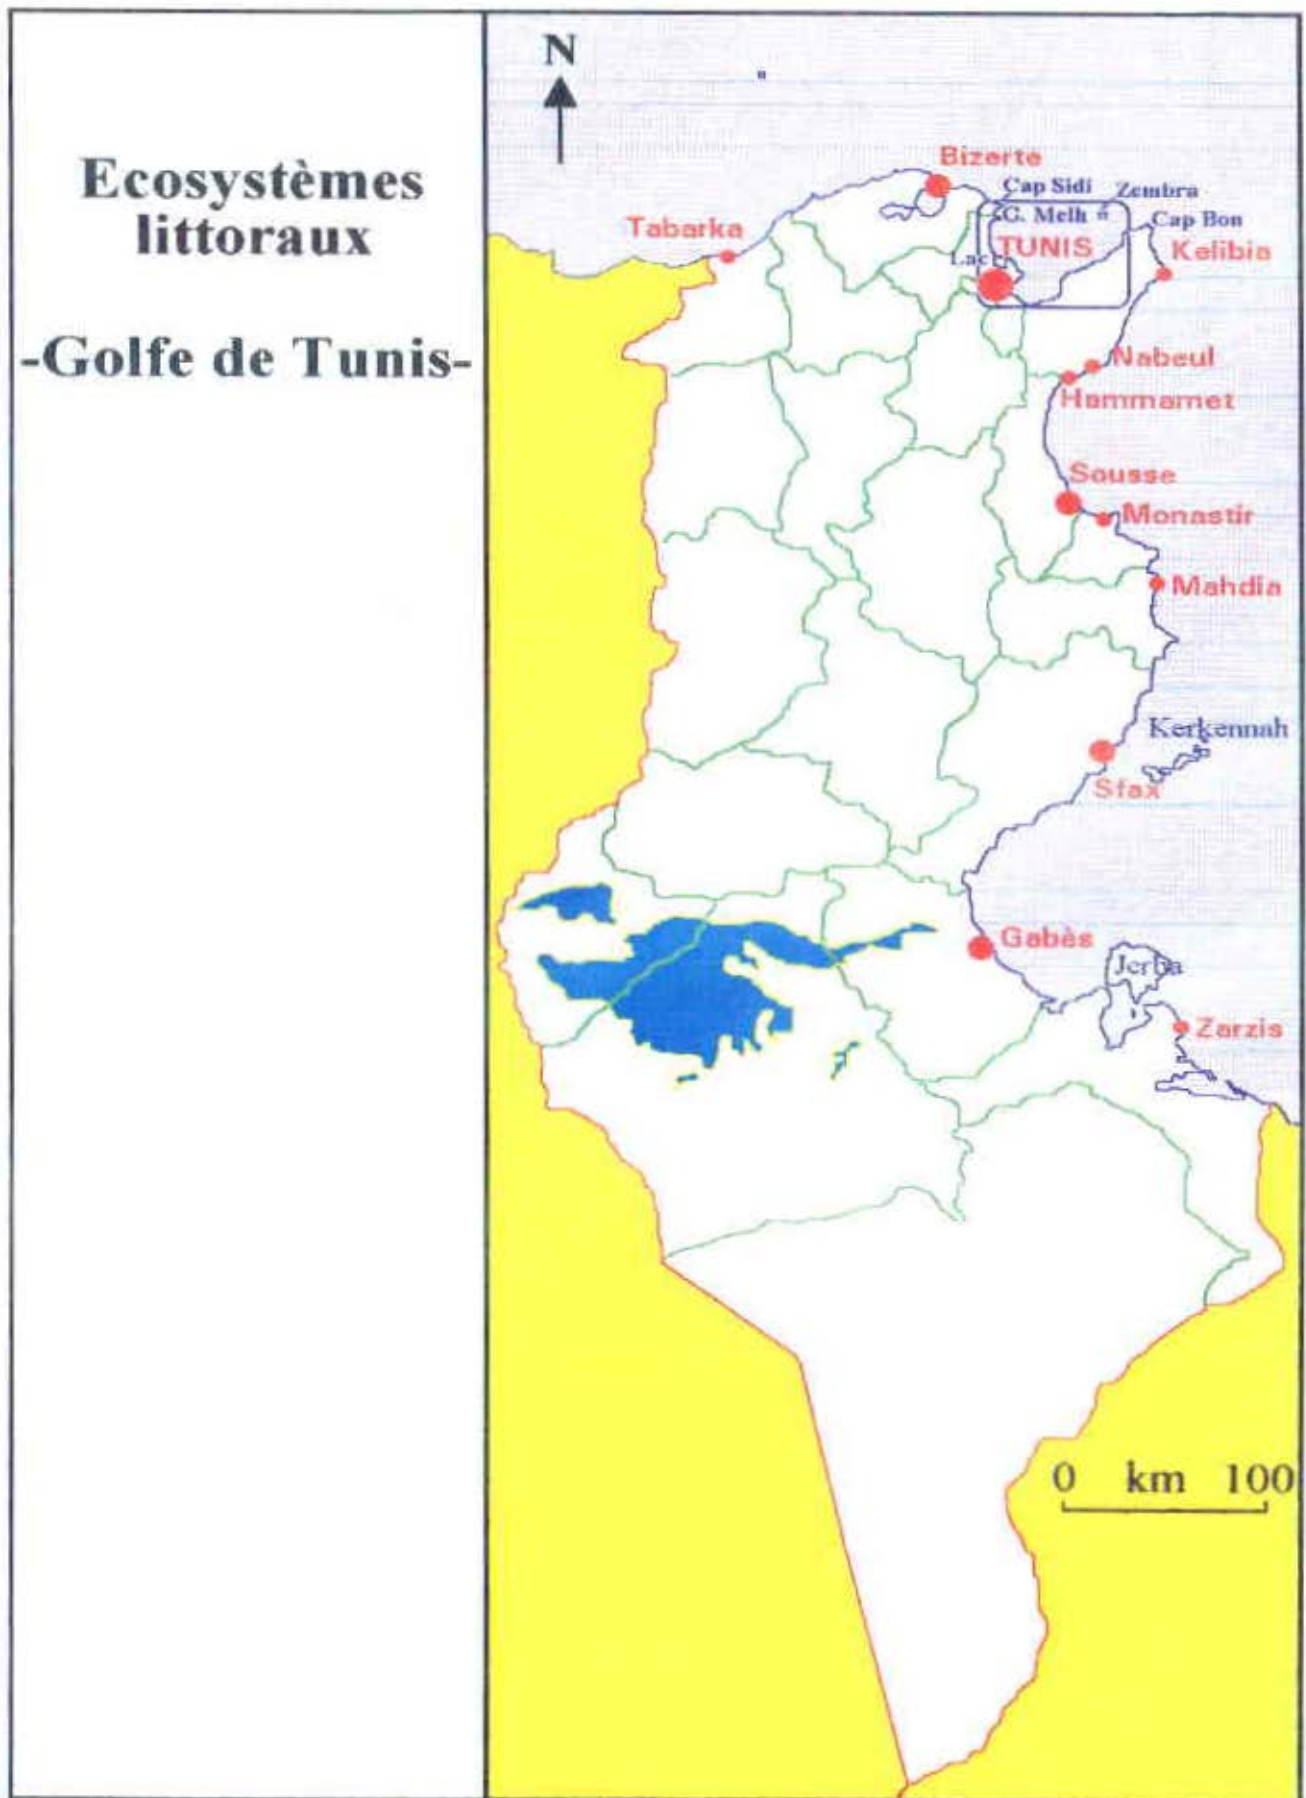 Ecosystèmes
littoraux
-Golfe de Tunis-
N
Bizerte
Cap Sidi
Zembra
G. Melh
Cap Bon
Tabarka
TUNIS
Lac
Kelibia
Nabeul
Hammamet
Sousse
Monastir
Mahdia
Kerkennah
Sfax
Gabès
Jerba
Zarzis
0 km 100